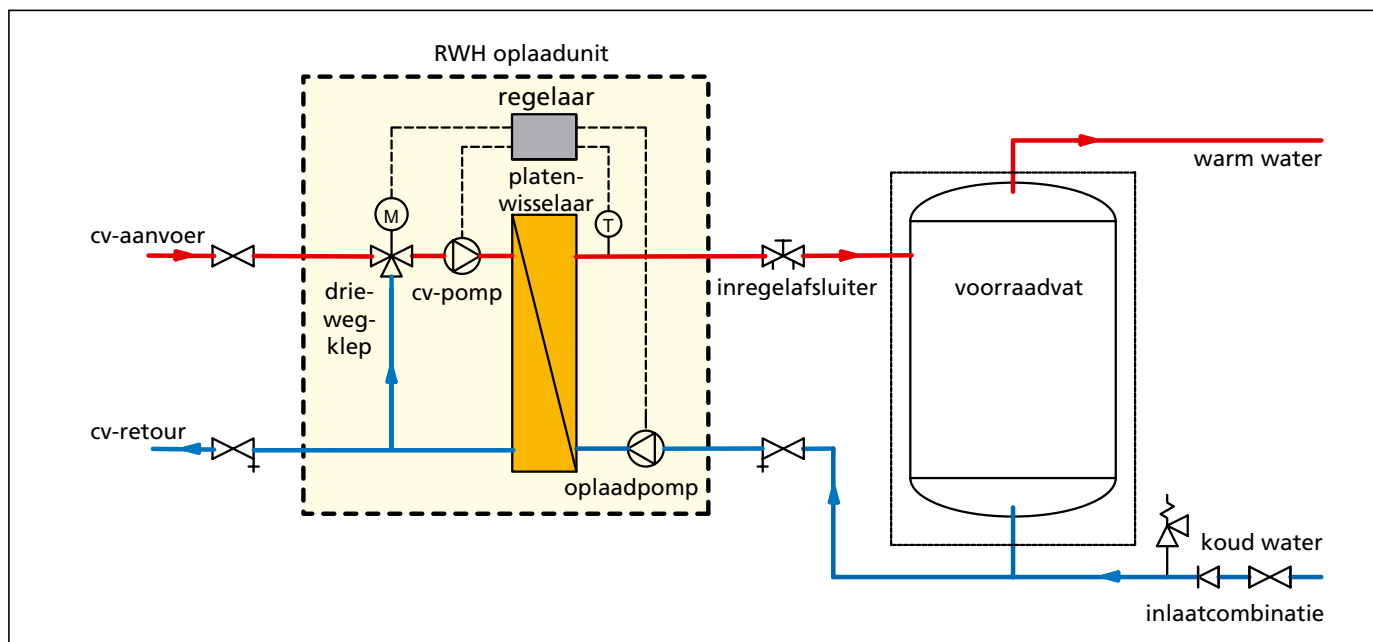 RWH oplaadunit
regelaar
platen-
wisselaar
M
T
cv-aanvoer
drie-
weg-
klep
cv-pomp
inregelafsluiter
voorraadvat
warm water
cv-retour
oplaadpomp
koud water
inlaatcombinatie